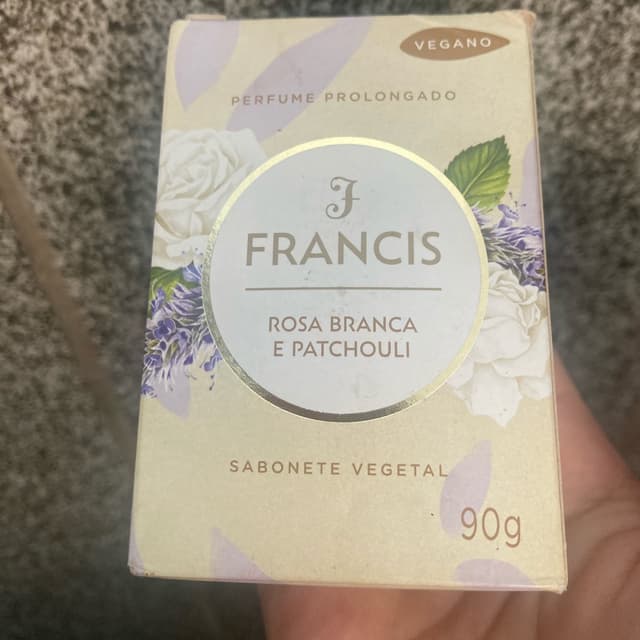 VEGANO
PERFUME PROLONGADO
F
FRANCIS
ROSA BRANCA
E PATCHOULI
SABONETE VEGETAL
90g